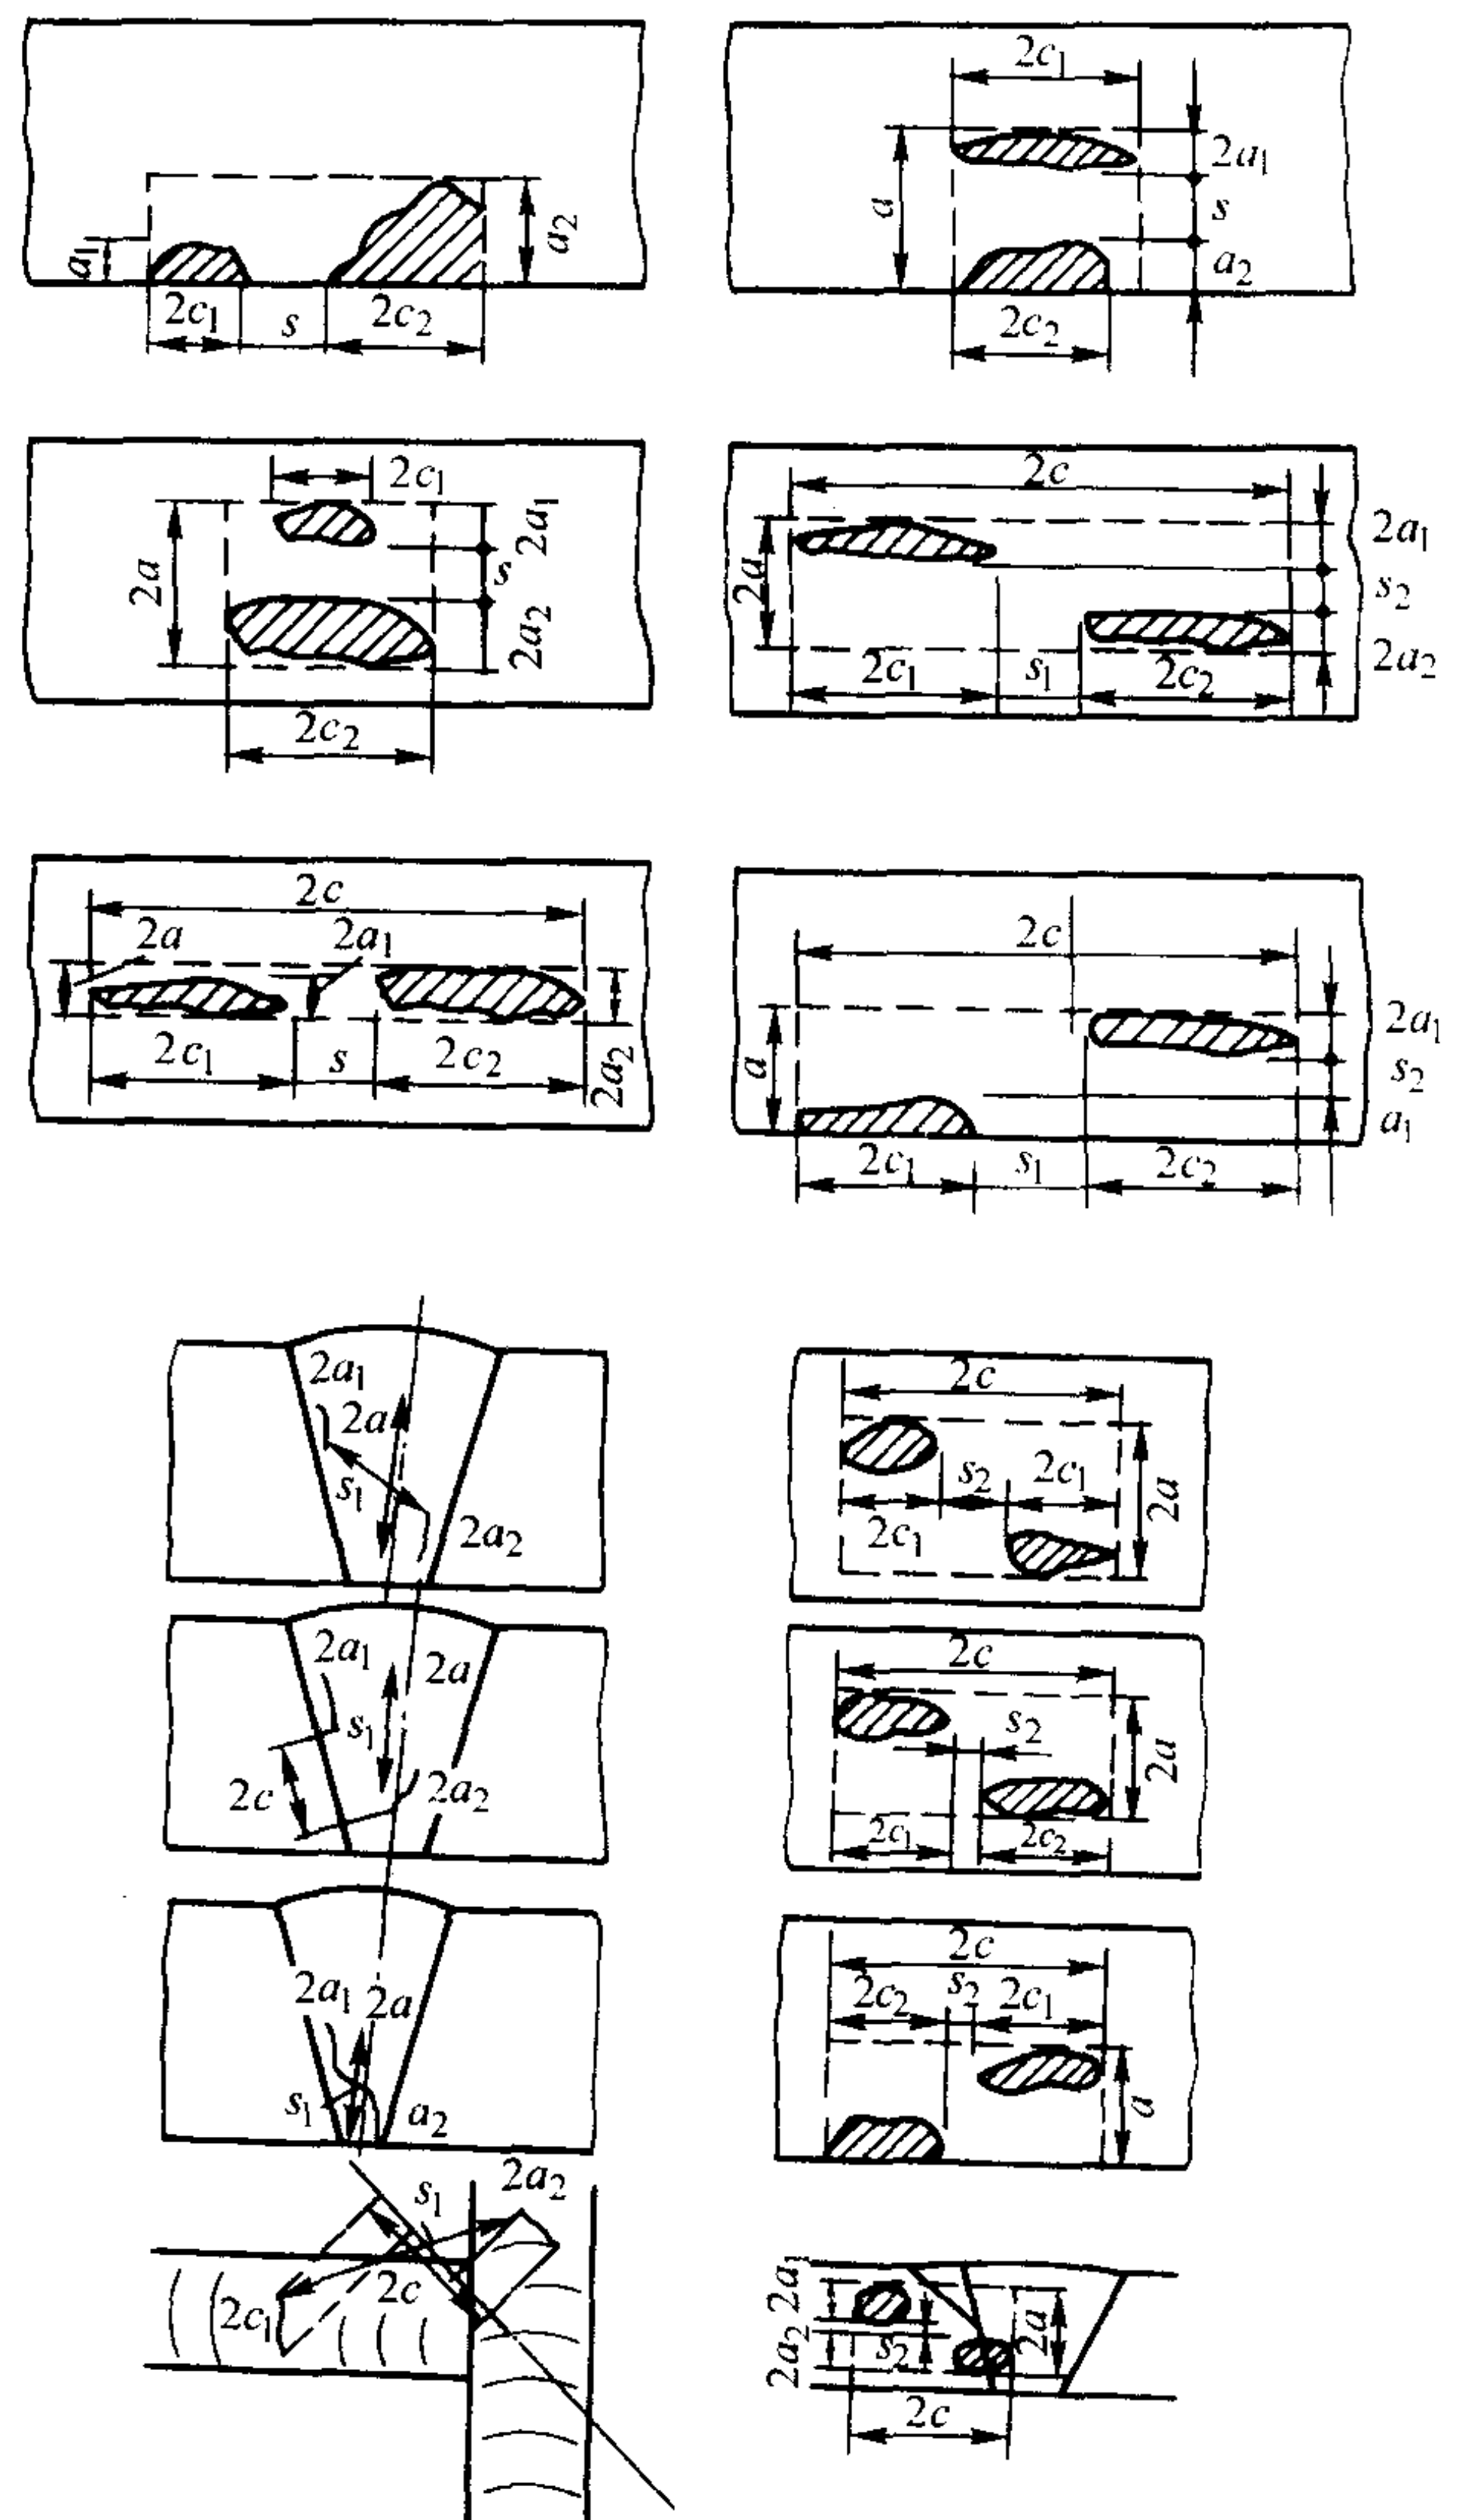 a₁ 2c₁ s 2c₂ a₂
2c₁ a 2a₁ s a₂ 2c₂
2c₁ 2a 2a₁ s 2a₂ 2c₂
2c 2a 2a₁ s₂ 2a₂ 2c₁ s₁ 2c₂
2c 2a 2a₁ 2c₁ s 2c₂ 2a₂
2c a 2a₁ s₂ a₁ 2c₁ s₁ 2c₂
2a₁ 2a s₁ 2a₂
2c s₂ 2c₁ 2a 2c₁
2a₁ 2a s₁ 2c 2a₂
2c s₂ 2a 2c₁ 2c₂
2a₁ 2a s₁ a₂
2c 2c₂ s₂ 2c₁ a
s₁ 2a₂ 2c 2c₁
2a₁ 2a₂ s₂ 2a 2c